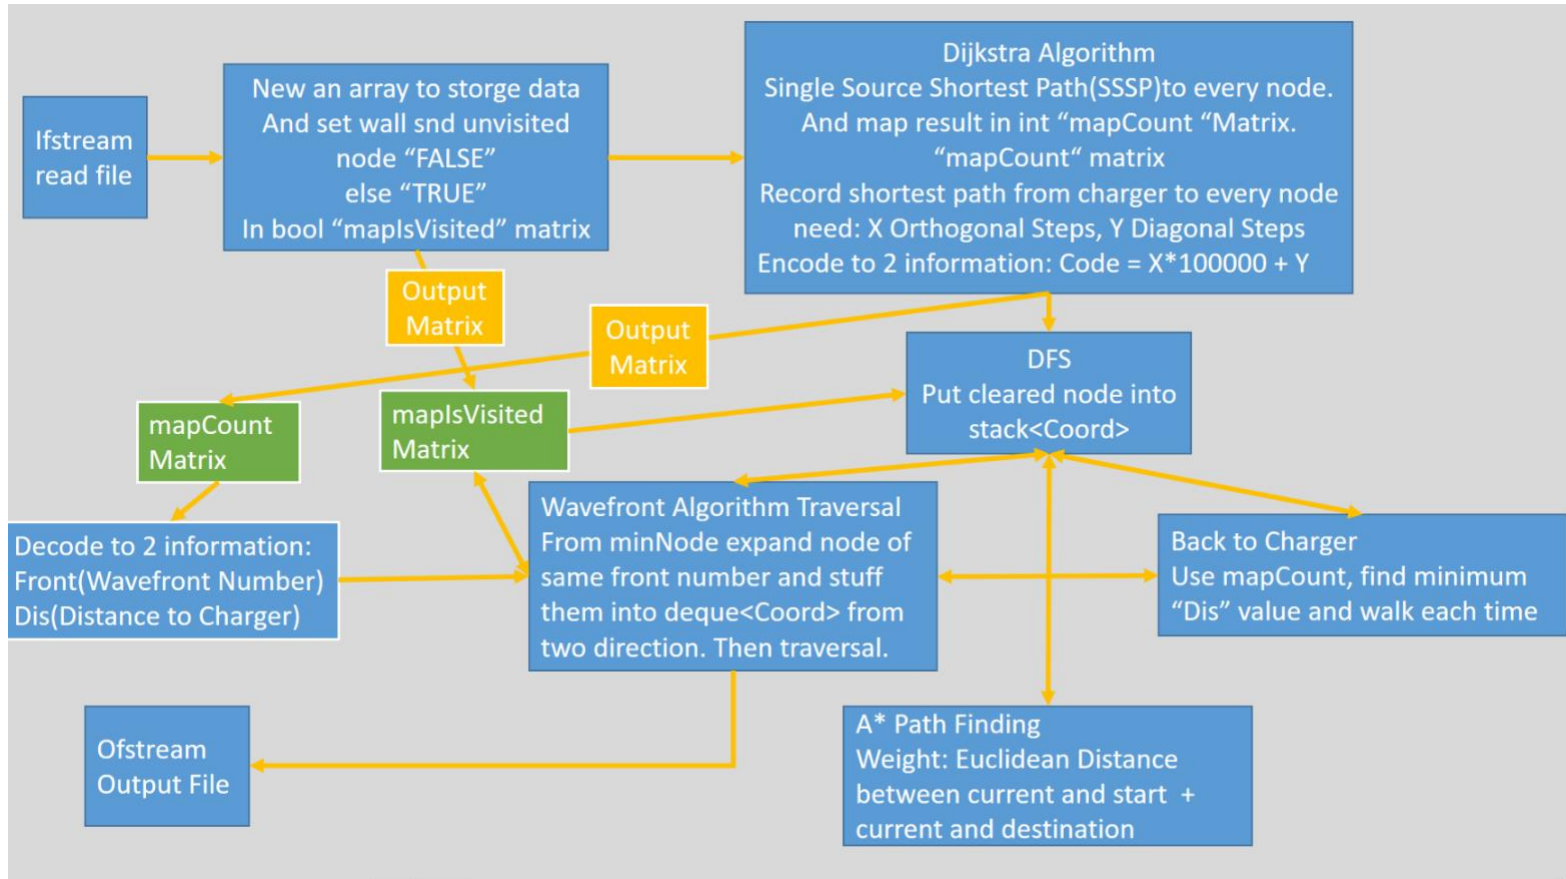 Ifstream
read file
New an array to storge data
And set wall snd unvisited
node “FALSE”
else “TRUE”
In bool “mapIsVisited” matrix
Dijkstra Algorithm
Single Source Shortest Path(SSSP)to every node.
And map result in int “mapCount “Matrix.
“mapCount“ matrix
Record shortest path from charger to every node
need: X Orthogonal Steps, Y Diagonal Steps
Encode to 2 information: Code = X*100000 + Y
Output
Matrix
Output
Matrix
DFS
Put cleared node into
stack<Coord>
mapCount
Matrix
mapIsVisited
Matrix
Decode to 2 information:
Front(Wavefront Number)
Dis(Distance to Charger)
Wavefront Algorithm Traversal
From minNode expand node of
same front number and stuff
them into deque<Coord> from
two direction. Then traversal.
Back to Charger
Use mapCount, find minimum
“Dis” value and walk each time
Ofstream
Output File
A* Path Finding
Weight: Euclidean Distance
between current and start +
current and destination